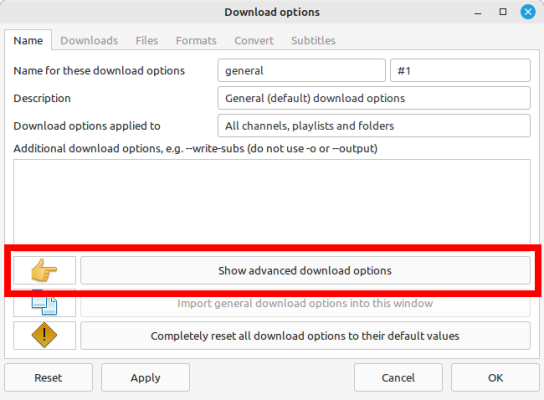 Download options
Name Downloads Files Formats Convert Subtitles
Name for these download options general #1
Description General (default) download options
Download options applied to All channels, playlists and folders
Additional download options, e.g. --write-subs (do not use -o or --output)
Show advanced download options
Import general download options into this window
Completely reset all download options to their default values
Reset Apply Cancel OK